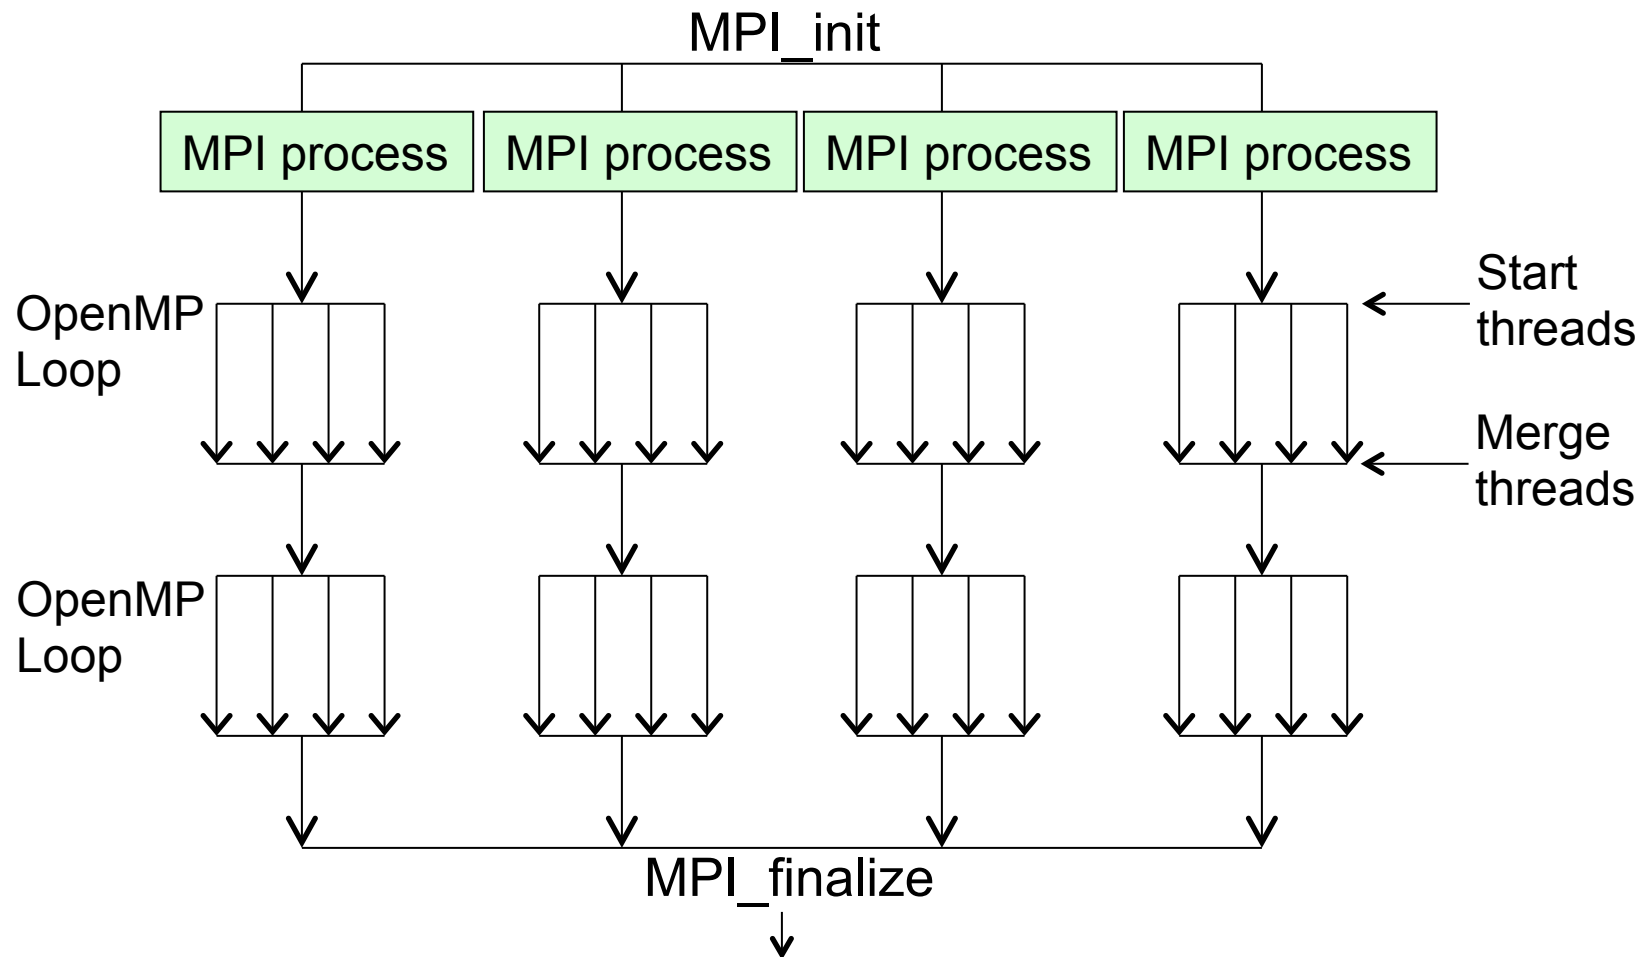 MPI_init
MPI process
MPI process
MPI process
MPI process
OpenMP
Loop
Start
threads
Merge
threads
OpenMP
Loop
MPI_finalize